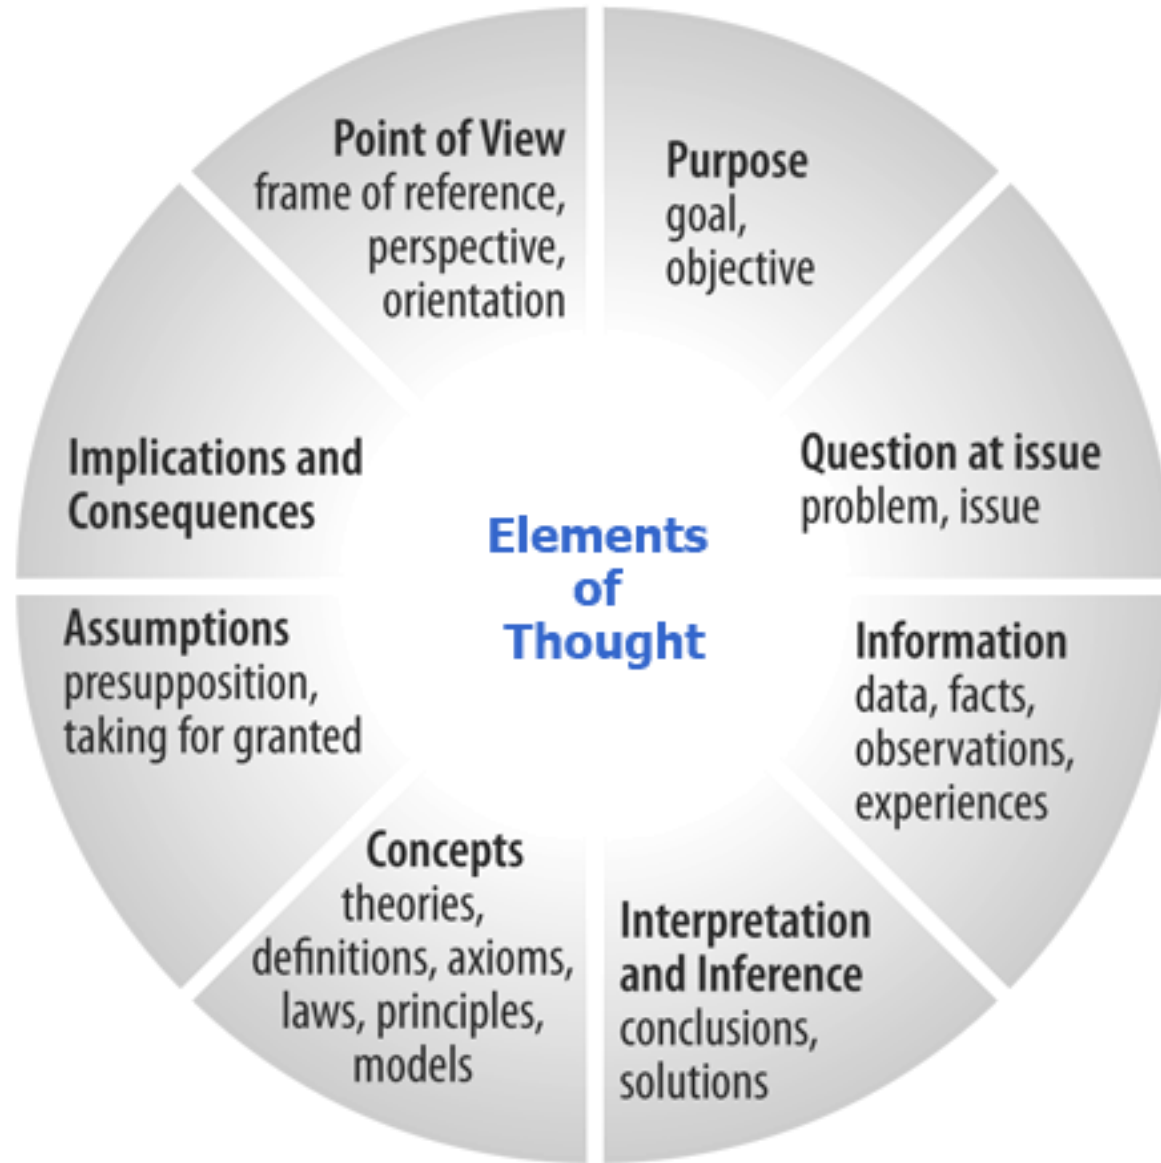 Point of View
frame of reference,
perspective,
orientation
Purpose
goal,
objective
Question at issue
problem, issue
Information
data, facts,
observations,
experiences
Interpretation
and Inference
conclusions,
solutions
Concepts
theories,
definitions, axioms,
laws, principles,
models
Assumptions
presupposition,
taking for granted
Implications and
Consequences
Elements
of
Thought